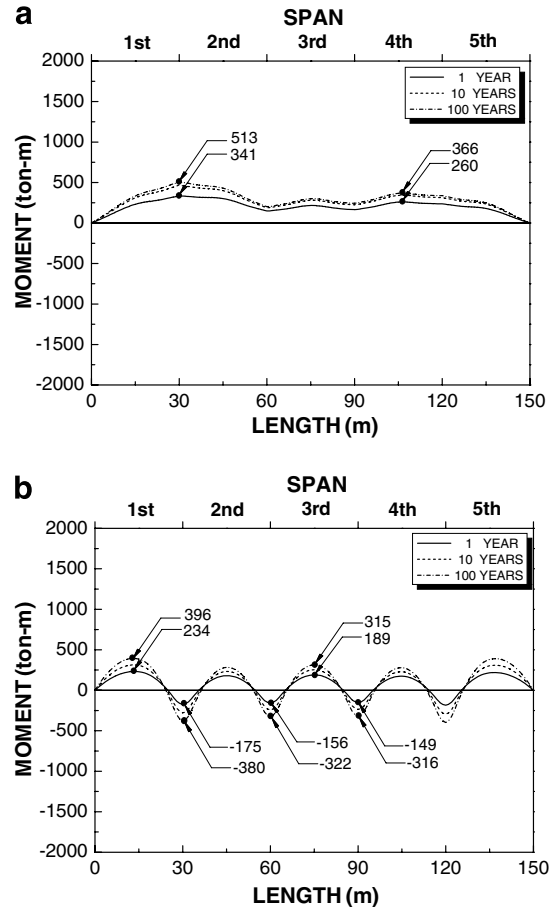 a
SPAN
1st 2nd 3rd 4th 5th
2000
1500
1000
500
0
-500
-1000
-1500
-2000
MOMENT (ton-m)
1 YEAR
10 YEARS
100 YEARS
513
341
366
260
0 30 60 90 120 150
LENGTH (m)
b
SPAN
1st 2nd 3rd 4th 5th
2000
1500
1000
500
0
-500
-1000
-1500
-2000
MOMENT (ton-m)
1 YEAR
10 YEARS
100 YEARS
396
234
315
189
-175
-380
-156
-322
-149
-316
0 30 60 90 120 150
LENGTH (m)